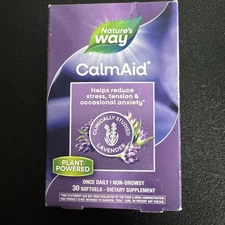 Nature's
way
CalmAid*
Helps reduce
stress, tension &
occasional anxiety*
CLINICALLY STUDIED
LAVENDER
PLANT
POWERED
ONCE DAILY | NON-DROWSY
30 SOFTGELS - DIETARY SUPPLEMENT